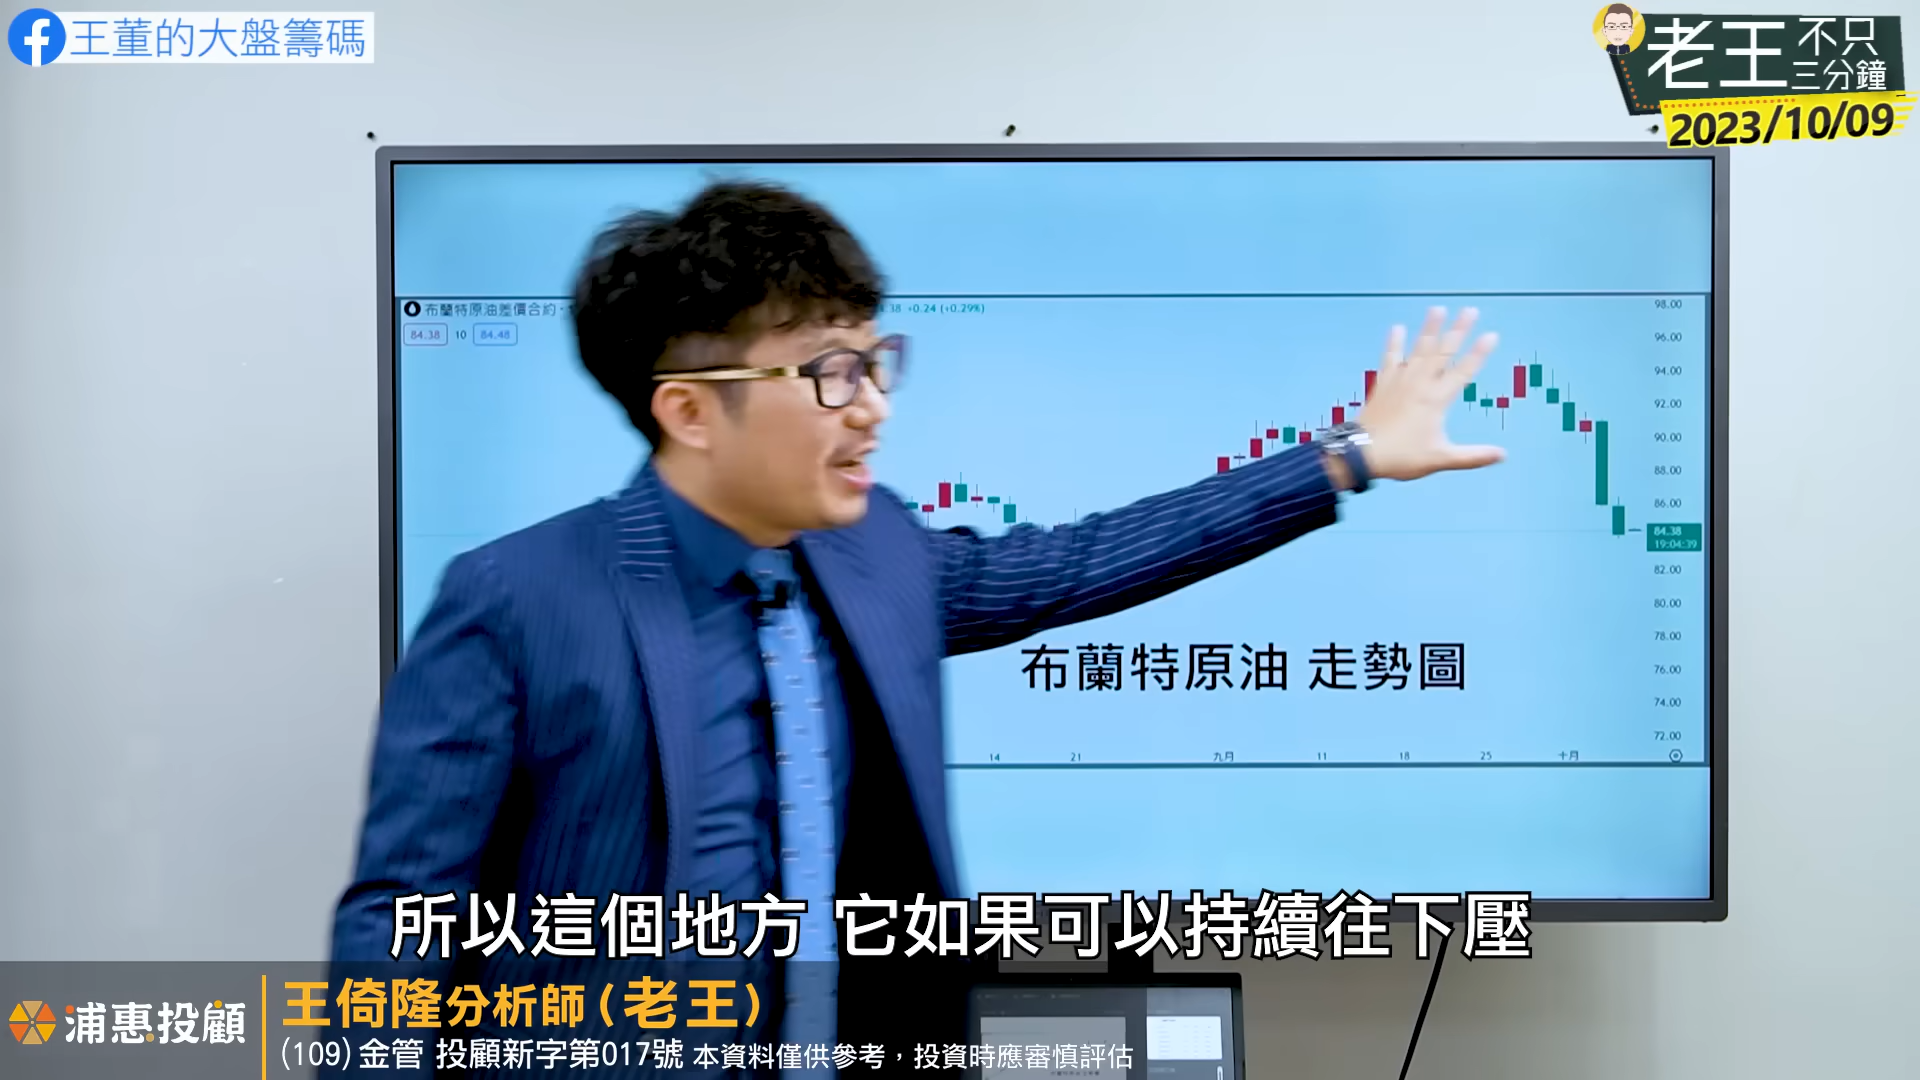 王董的大盤籌碼
老王 不只三分鐘
2023/10/09
布蘭特原油差價合約
+0.24 (+0.29%)
84.38 10 84.48
98.00
96.00
94.00
92.00
90.00
88.00
86.00
84.38
19:04:39
82.00
80.00
78.00
76.00
74.00
72.00
布蘭特原油 走勢圖
14 21 九月 11 18 25 十月
所以這個地方 它如果可以持續往下壓
浦惠投顧
王倚隆分析師(老王)
(109)金管 投顧新字第017號 本資料僅供參考，投資時應審慎評估